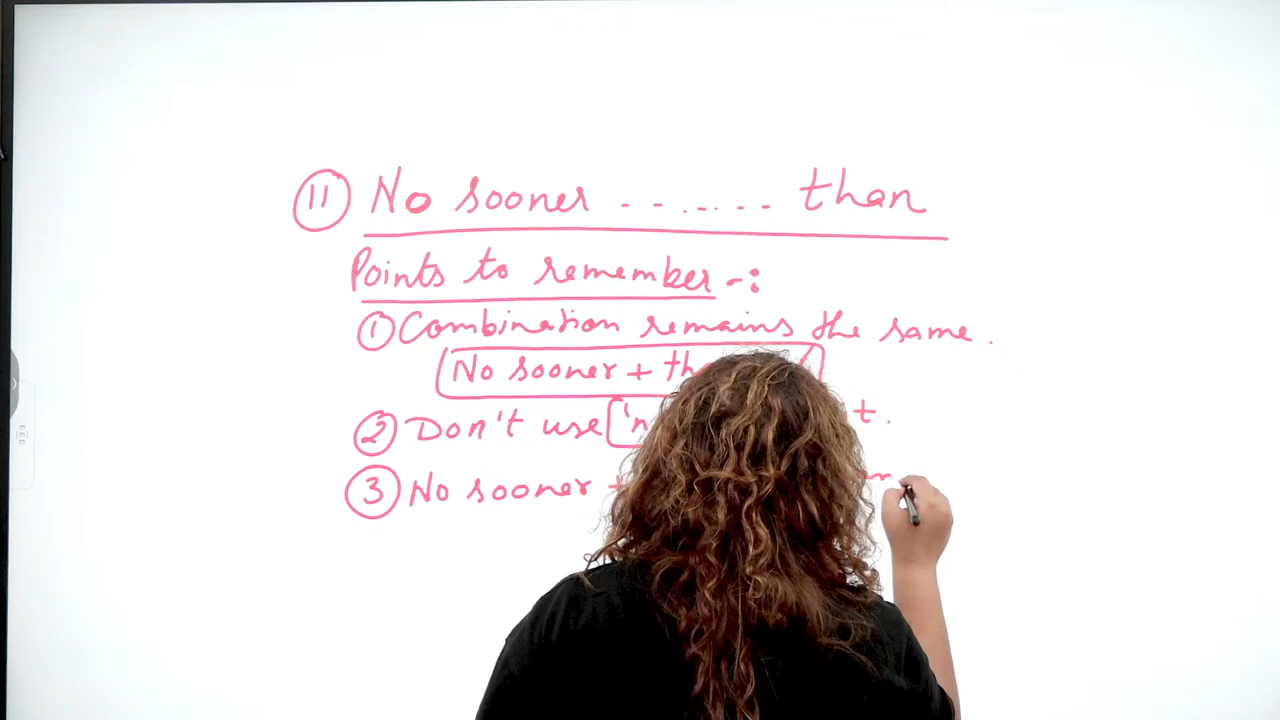 ⑪ No sooner ....... than
Points to remember -:
① Combination remains the same.
No sooner +
② Don't use
③ No sooner +